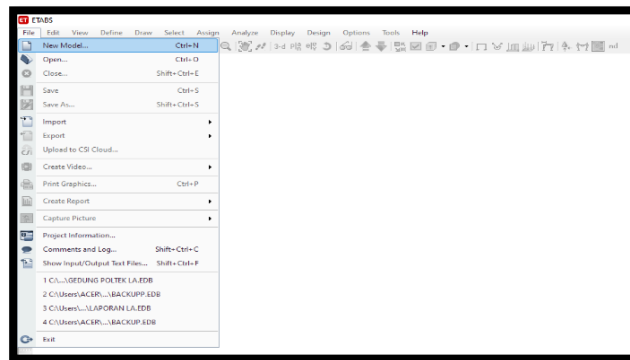 ET ETABS
File Edit View Define Draw Select Assign Analyze Display Design Options Tools Help
New Model... Ctrl+N
Open... Ctrl+O
Close... Shift+Ctrl+E
Save Ctrl+S
Save As... Shift+Ctrl+S
Import
Export
Upload to CSI Cloud...
Create Video...
Print Graphics... Ctrl+P
Create Report
Capture Picture
Project Information...
Comments and Log... Shift+Ctrl+C
Show Input/Output Text Files... Shift+Ctrl+F
1 C:\...\GEDUNG POLTEK LA.EDB
2 C:\Users\ACER\...\BACKUPP.EDB
3 C:\Users\...\LAPORAN LA.EDB
4 C:\Users\ACER\...\BACKUP.EDB
Exit
3-d
nd